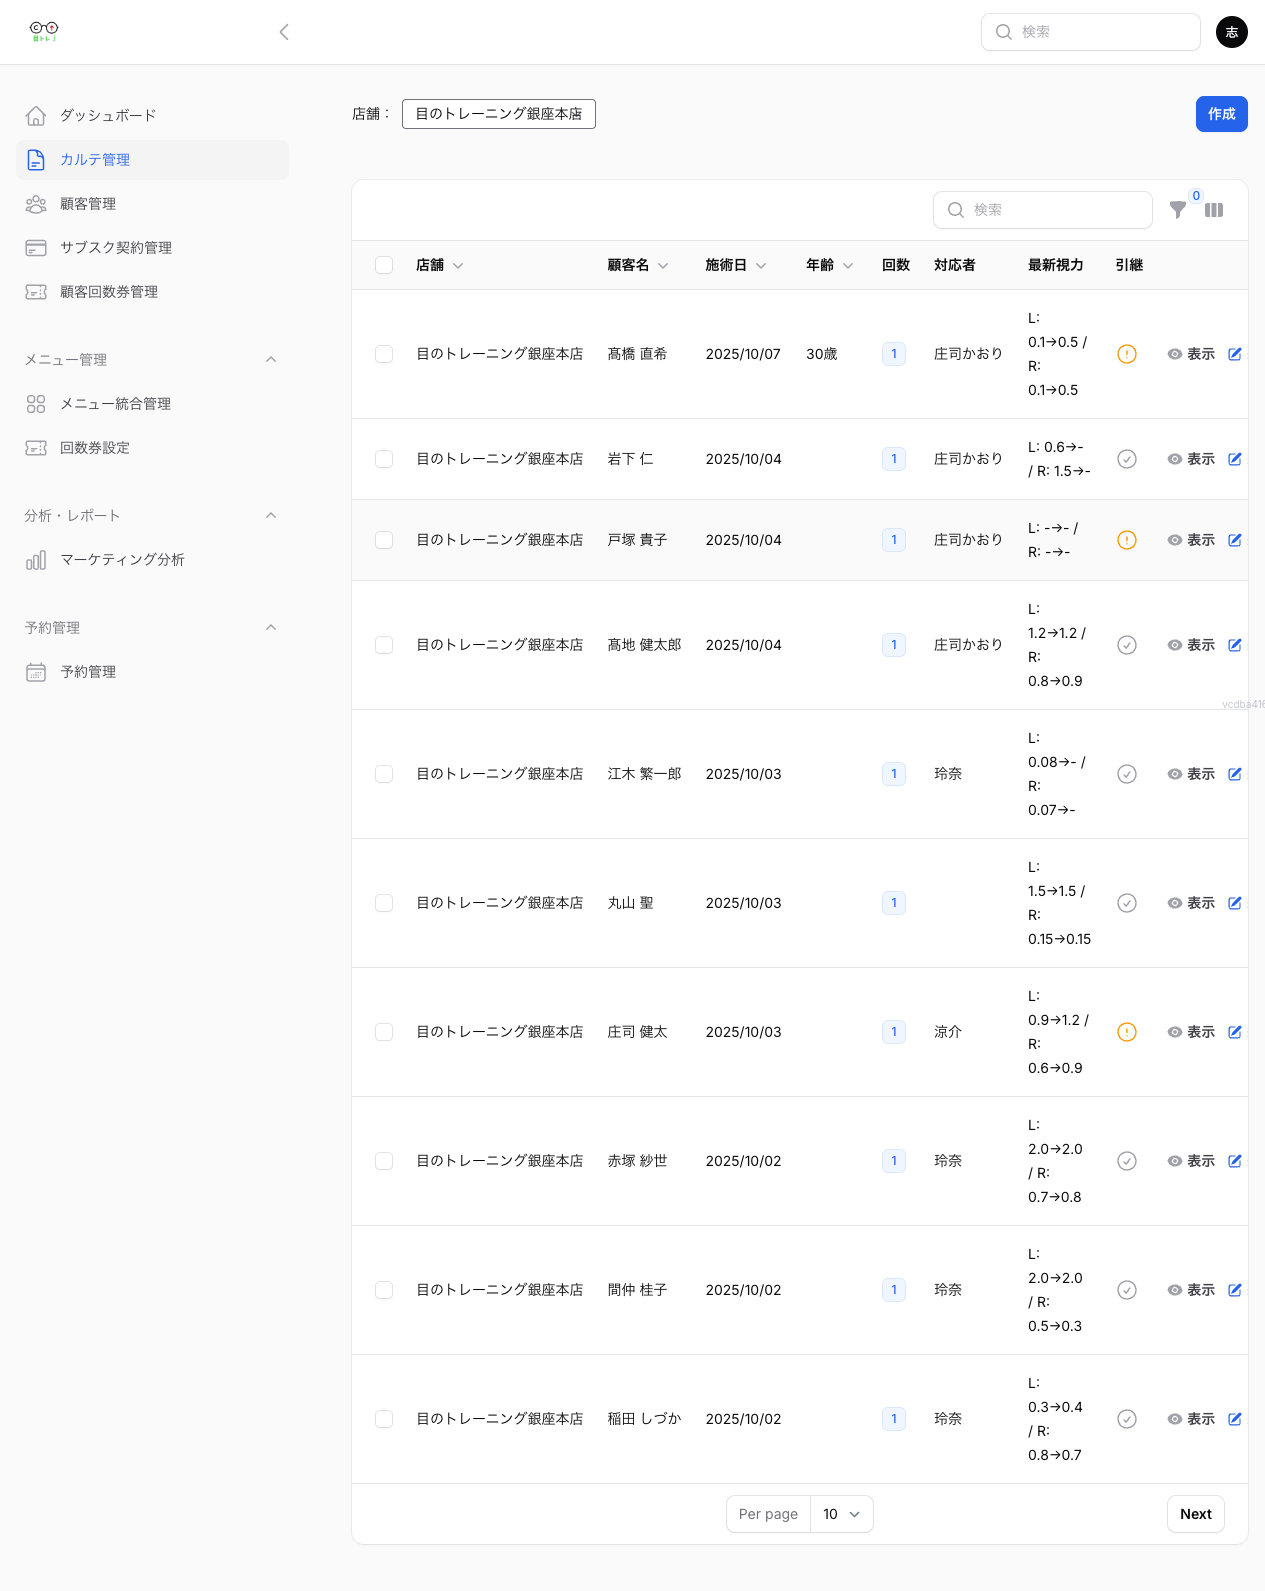 目トレ
検索
志
ダッシュボード
カルテ管理
顧客管理
サブスク契約管理
顧客回数券管理
メニュー管理
メニュー統合管理
回数券設定
分析・レポート
マーケティング分析
予約管理
予約管理
店舗： 目のトレーニング銀座本店
作成
検索
0
店舗 顧客名 施術日 年齢 回数 対応者 最新視力 引継
目のトレーニング銀座本店 髙橋 直希 2025/10/07 30歳 1 庄司かおり L: 0.1→0.5 / R: 0.1→0.5 表示
目のトレーニング銀座本店 岩下 仁 2025/10/04 1 庄司かおり L: 0.6→- / R: 1.5→- 表示
目のトレーニング銀座本店 戸塚 貴子 2025/10/04 1 庄司かおり L: -→- / R: -→- 表示
目のトレーニング銀座本店 髙地 健太郎 2025/10/04 1 庄司かおり L: 1.2→1.2 / R: 0.8→0.9 表示
vcdba416
目のトレーニング銀座本店 江木 繁一郎 2025/10/03 1 玲奈 L: 0.08→- / R: 0.07→- 表示
目のトレーニング銀座本店 丸山 聖 2025/10/03 1 L: 1.5→1.5 / R: 0.15→0.15 表示
目のトレーニング銀座本店 庄司 健太 2025/10/03 1 涼介 L: 0.9→1.2 / R: 0.6→0.9 表示
目のトレーニング銀座本店 赤塚 紗世 2025/10/02 1 玲奈 L: 2.0→2.0 / R: 0.7→0.8 表示
目のトレーニング銀座本店 間仲 桂子 2025/10/02 1 玲奈 L: 2.0→2.0 / R: 0.5→0.3 表示
目のトレーニング銀座本店 稲田 しづか 2025/10/02 1 玲奈 L: 0.3→0.4 / R: 0.8→0.7 表示
Per page 10
Next